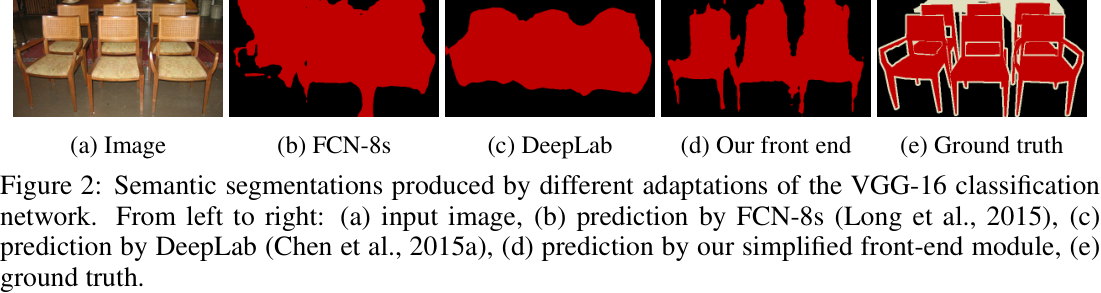 (a) Image (b) FCN-8s (c) DeepLab (d) Our front end (e) Ground truth
Figure 2: Semantic segmentations produced by different adaptations of the VGG-16 classification
network. From left to right: (a) input image, (b) prediction by FCN-8s (Long et al., 2015), (c)
prediction by DeepLab (Chen et al., 2015a), (d) prediction by our simplified front-end module, (e)
ground truth.